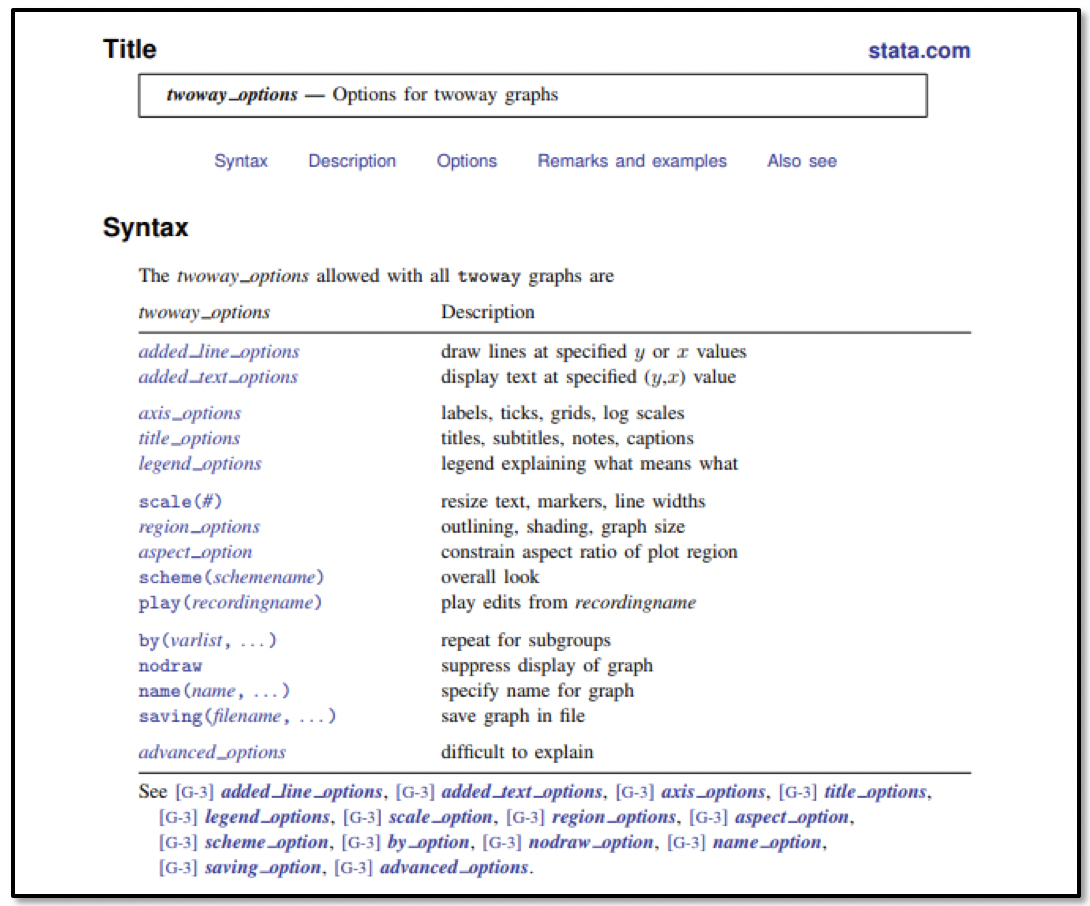 Title stata.com
twoway_options — Options for twoway graphs
Syntax Description Options Remarks and examples Also see
Syntax
The twoway_options allowed with all twoway graphs are
twoway_options Description
added_line_options draw lines at specified y or x values
added_text_options display text at specified (y,x) value
axis_options labels, ticks, grids, log scales
title_options titles, subtitles, notes, captions
legend_options legend explaining what means what
scale(#) resize text, markers, line widths
region_options outlining, shading, graph size
aspect_option constrain aspect ratio of plot region
scheme(schemename) overall look
play(recordingname) play edits from recordingname
by(varlist, ...) repeat for subgroups
nodraw suppress display of graph
name(name, ...) specify name for graph
saving(filename, ...) save graph in file
advanced_options difficult to explain
See [G-3] added_line_options, [G-3] added_text_options, [G-3] axis_options, [G-3] title_options,
[G-3] legend_options, [G-3] scale_option, [G-3] region_options, [G-3] aspect_option,
[G-3] scheme_option, [G-3] by_option, [G-3] nodraw_option, [G-3] name_option,
[G-3] saving_option, [G-3] advanced_options.